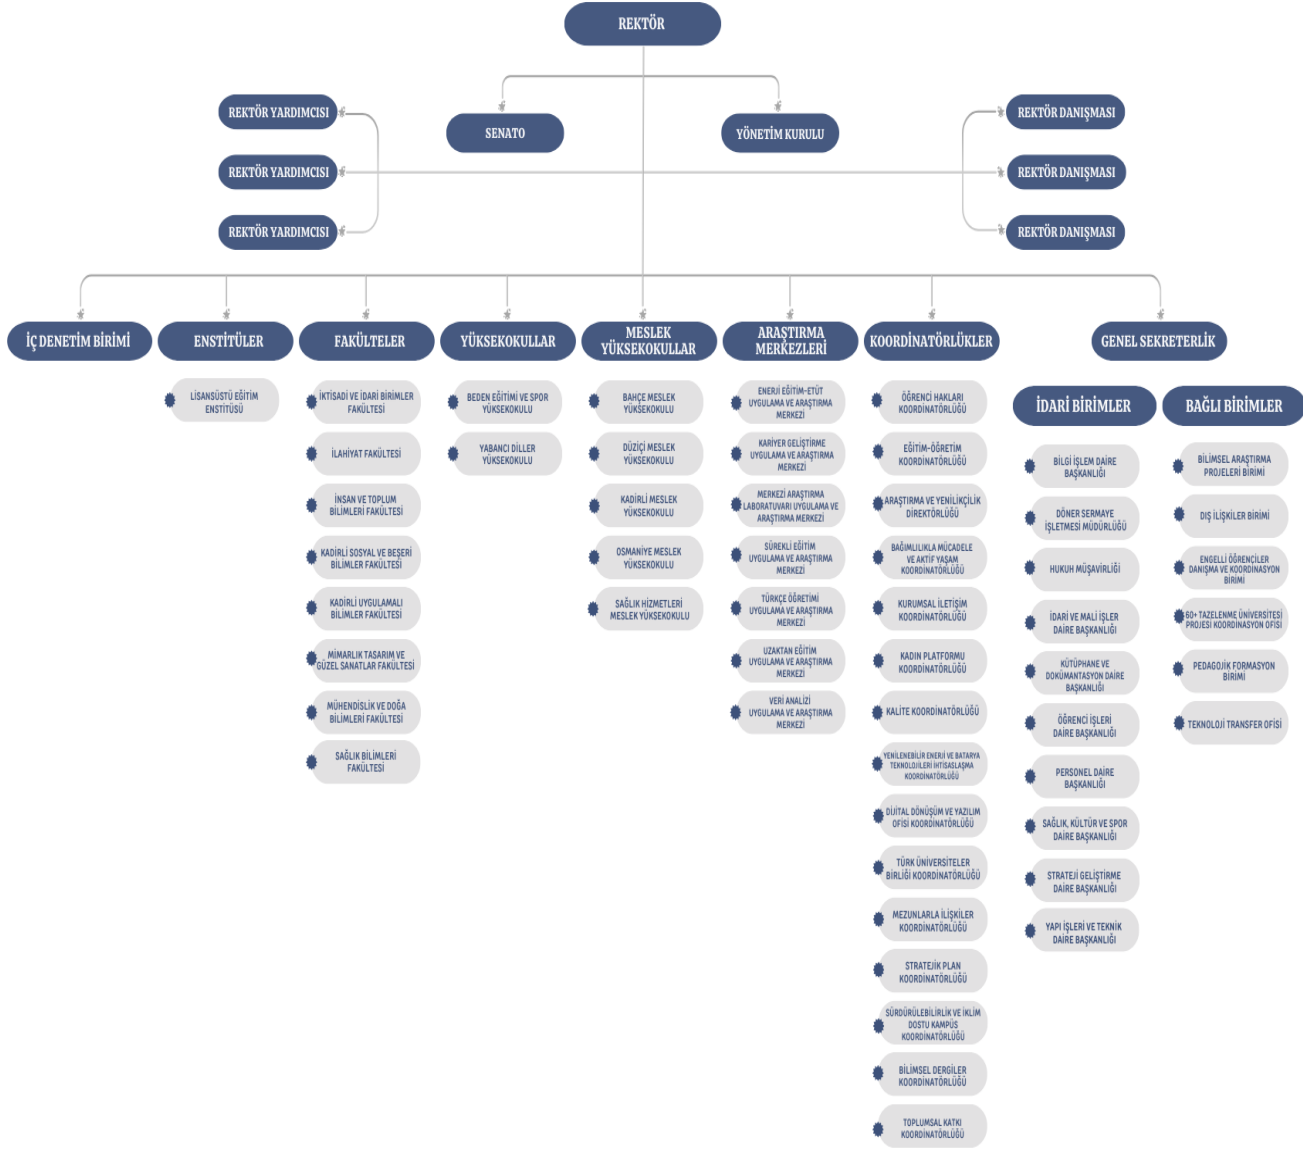 REKTÖR
SENATO
YÖNETİM KURULU
REKTÖR YARDIMCISI
REKTÖR YARDIMCISI
REKTÖR YARDIMCISI
REKTÖR DANIŞMASI
REKTÖR DANIŞMASI
REKTÖR DANIŞMASI
İÇ DENETİM BİRİMİ
ENSTİTÜLER
LİSANSÜSTÜ EĞİTİM
ENSTİTÜSÜ
FAKÜLTELER
İKTİSADİ VE İDARİ BİRİMLER
FAKÜLTESİ
İLAHİYAT FAKÜLTESİ
İNSAN VE TOPLUM
BİLİMLERİ FAKÜLTESİ
KADİRLİ SOSYAL VE BEŞERİ
BİLİMLER FAKÜLTESİ
KADİRLİ UYGULAMALI
BİLİMLER FAKÜLTESİ
MİMARLIK TASARIM VE
GÜZEL SANATLAR FAKÜLTESİ
MÜHENDİSLİK VE DOĞA
BİLİMLERİ FAKÜLTESİ
SAĞLIK BİLİMLERİ
FAKÜLTESİ
YÜKSEKOKULLAR
BEDEN EĞİTİMİ VE SPOR
YÜKSEKOKULU
YABANCI DİLLER
YÜKSEKOKULU
MESLEK
YÜKSEKOKULLAR
BAHÇE MESLEK
YÜKSEKOKULU
DÜZİÇİ MESLEK
YÜKSEKOKULU
KADİRLİ MESLEK
YÜKSEKOKULU
OSMANİYE MESLEK
YÜKSEKOKULU
SAĞLIK HİZMETLERİ
MESLEK YÜKSEKOKULU
ARAŞTIRMA
MERKEZLERİ
ENERJİ EĞİTİM-ETÜT
UYGULAMA VE ARAŞTIRMA
MERKEZİ
KARİYER GELİŞTİRME
UYGULAMA VE ARAŞTIRMA
MERKEZİ
MERKEZİ ARAŞTIRMA
LABORATUVARI UYGULAMA VE
ARAŞTIRMA MERKEZİ
SÜREKLİ EĞİTİM
UYGULAMA VE ARAŞTIRMA
MERKEZİ
TÜRKÇE ÖĞRETİMİ
UYGULAMA VE ARAŞTIRMA
MERKEZİ
UZAKTAN EĞİTİM
UYGULAMA VE ARAŞTIRMA
MERKEZİ
VERİ ANALİZİ
UYGULAMA VE ARAŞTIRMA
MERKEZİ
KOORDİNATÖRLÜKLER
ÖĞRENCİ HAKLARI
KOORDİNATÖRLÜĞÜ
EĞİTİM-ÖĞRETİM
KOORDİNATÖRLÜĞÜ
ARAŞTIRMA VE YENİLİKÇİLİK
DİREKTÖRLÜĞÜ
BAĞIMLILIKLA MÜCADELE
VE AKTİF YAŞAM
KOORDİNATÖRLÜĞÜ
KURUMSAL İLETİŞİM
KOORDİNATÖRLÜĞÜ
KADIN PLATFORMU
KOORDİNATÖRLÜĞÜ
KALİTE KOORDİNATÖRLÜĞÜ
YENİLENEBİLİR ENERJİ VE BATARYA
TEKNOLOJİLERİ İHTİSASLAŞMA
KOORDİNATÖRLÜĞÜ
DİJİTAL DÖNÜŞÜM VE YAZILIM
OFİSİ KOORDİNATÖRLÜĞÜ
TÜRK ÜNİVERSİTELER
BİRLİĞİ KOORDİNATÖRLÜĞÜ
MEZUNLARLA İLİŞKİLER
KOORDİNATÖRLÜĞÜ
STRATEJİK PLAN
KOORDİNATÖRLÜĞÜ
SÜRDÜRÜLEBİLİRLİK VE İKLİM
DOSTU KAMPÜS
KOORDİNATÖRLÜĞÜ
BİLİMSEL DERGİLER
KOORDİNATÖRLÜĞÜ
TOPLUMSAL KATKI
KOORDİNATÖRLÜĞÜ
GENEL SEKRETERLİK
İDARİ BİRİMLER
BİLGİ İŞLEM DAİRE
BAŞKANLIĞI
DÖNER SERMAYE
İŞLETMESİ MÜDÜRLÜĞÜ
HUKUH MÜŞAVİRLİĞİ
İDARİ VE MALİ İŞLER
DAİRE BAŞKANLIĞI
KÜTÜPHANE VE
DOKÜMANTASYON DAİRE
BAŞKANLIĞI
ÖĞRENCİ İŞLERİ
DAİRE BAŞKANLIĞI
PERSONEL DAİRE
BAŞKANLIĞI
SAĞLIK, KÜLTÜR VE SPOR
DAİRE BAŞKANLIĞI
STRATEJİ GELİŞTİRME
DAİRE BAŞKANLIĞI
YAPI İŞLERİ VE TEKNİK
DAİRE BAŞKANLIĞI
BAĞLI BİRİMLER
BİLİMSEL ARAŞTIRMA
PROJELERİ BİRİMİ
DIŞ İLİŞKİLER BİRİMİ
ENGELLİ ÖĞRENCİLER
DANIŞMA VE KOORDİNASYON
BİRİMİ
60+ TAZELENME ÜNİVERSİTESİ
PROJESİ KOORDİNASYON OFİSİ
PEDAGOJİK FORMASYON
BİRİMİ
TEKNOLOJİ TRANSFER OFİSİ